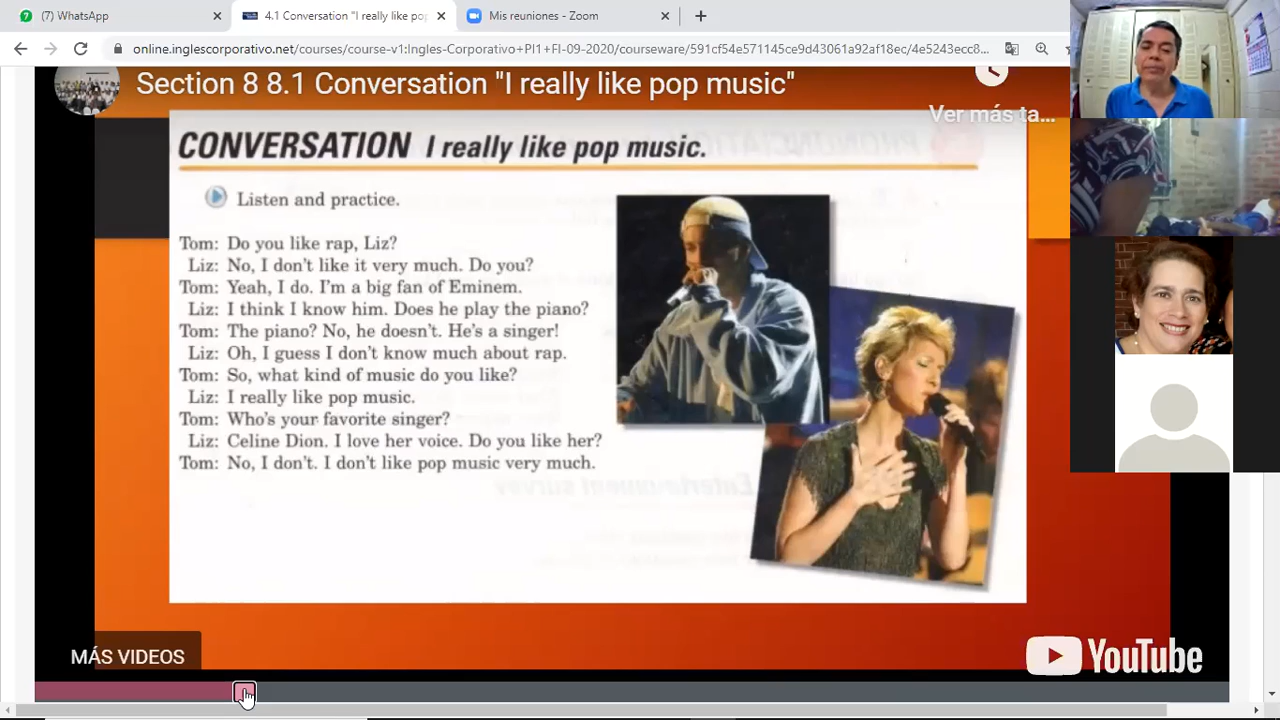 (7) WhatsApp
4.1 Conversation "I really like pop
Mis reuniones - Zoom
online.inglescorporativo.net/courses/course-v1:Ingles-Corporativo+PI1+FI-09-2020/courseware/591cf54e571145ce9d43061a92af18ec/4e5243ecc8...
Section 8 8.1 Conversation "I really like pop music"
Ver más ta...
CONVERSATION I really like pop music.
Listen and practice.
Tom: Do you like rap, Liz?
Liz: No, I don't like it very much. Do you?
Tom: Yeah, I do. I'm a big fan of Eminem.
Liz: I think I know him. Does he play the piano?
Tom: The piano? No, he doesn't. He's a singer!
Liz: Oh, I guess I don't know much about rap.
Tom: So, what kind of music do you like?
Liz: I really like pop music.
Tom: Who's your favorite singer?
Liz: Celine Dion. I love her voice. Do you like her?
Tom: No, I don't. I don't like pop music very much.
MÁS VIDEOS
YouTube